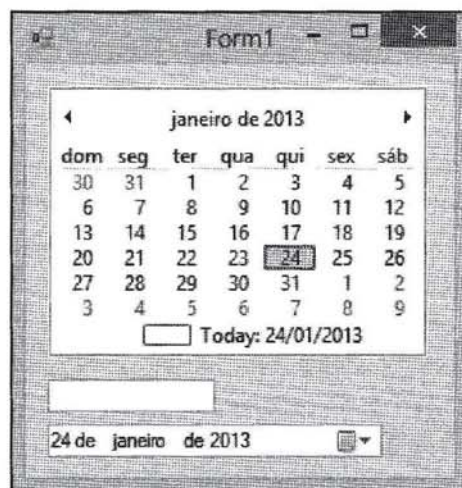 Form1
janeiro de 2013
dom seg ter qua qui sex sáb
30 31 1 2 3 4 5
6 7 8 9 10 11 12
13 14 15 16 17 18 19
20 21 22 23 24 25 26
27 28 29 30 31 1 2
3 4 5 6 7 8 9
Today: 24/01/2013
24 de janeiro de 2013